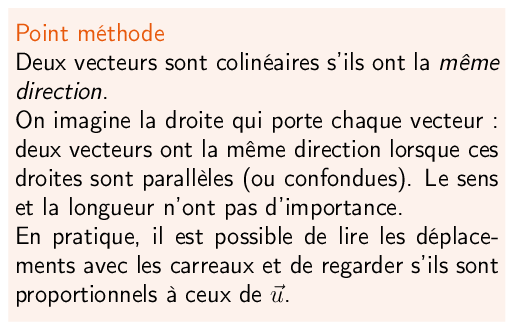 Point méthode
Deux vecteurs sont colinéaires s'ils ont la même
direction.
On imagine la droite qui porte chaque vecteur :
deux vecteurs ont la même direction lorsque ces
droites sont parallèles (ou confondues). Le sens
et la longueur n'ont pas d'importance.
En pratique, il est possible de lire les déplace-
ments avec les carreaux et de regarder s'ils sont
proportionnels à ceux de $\vec{u}$.